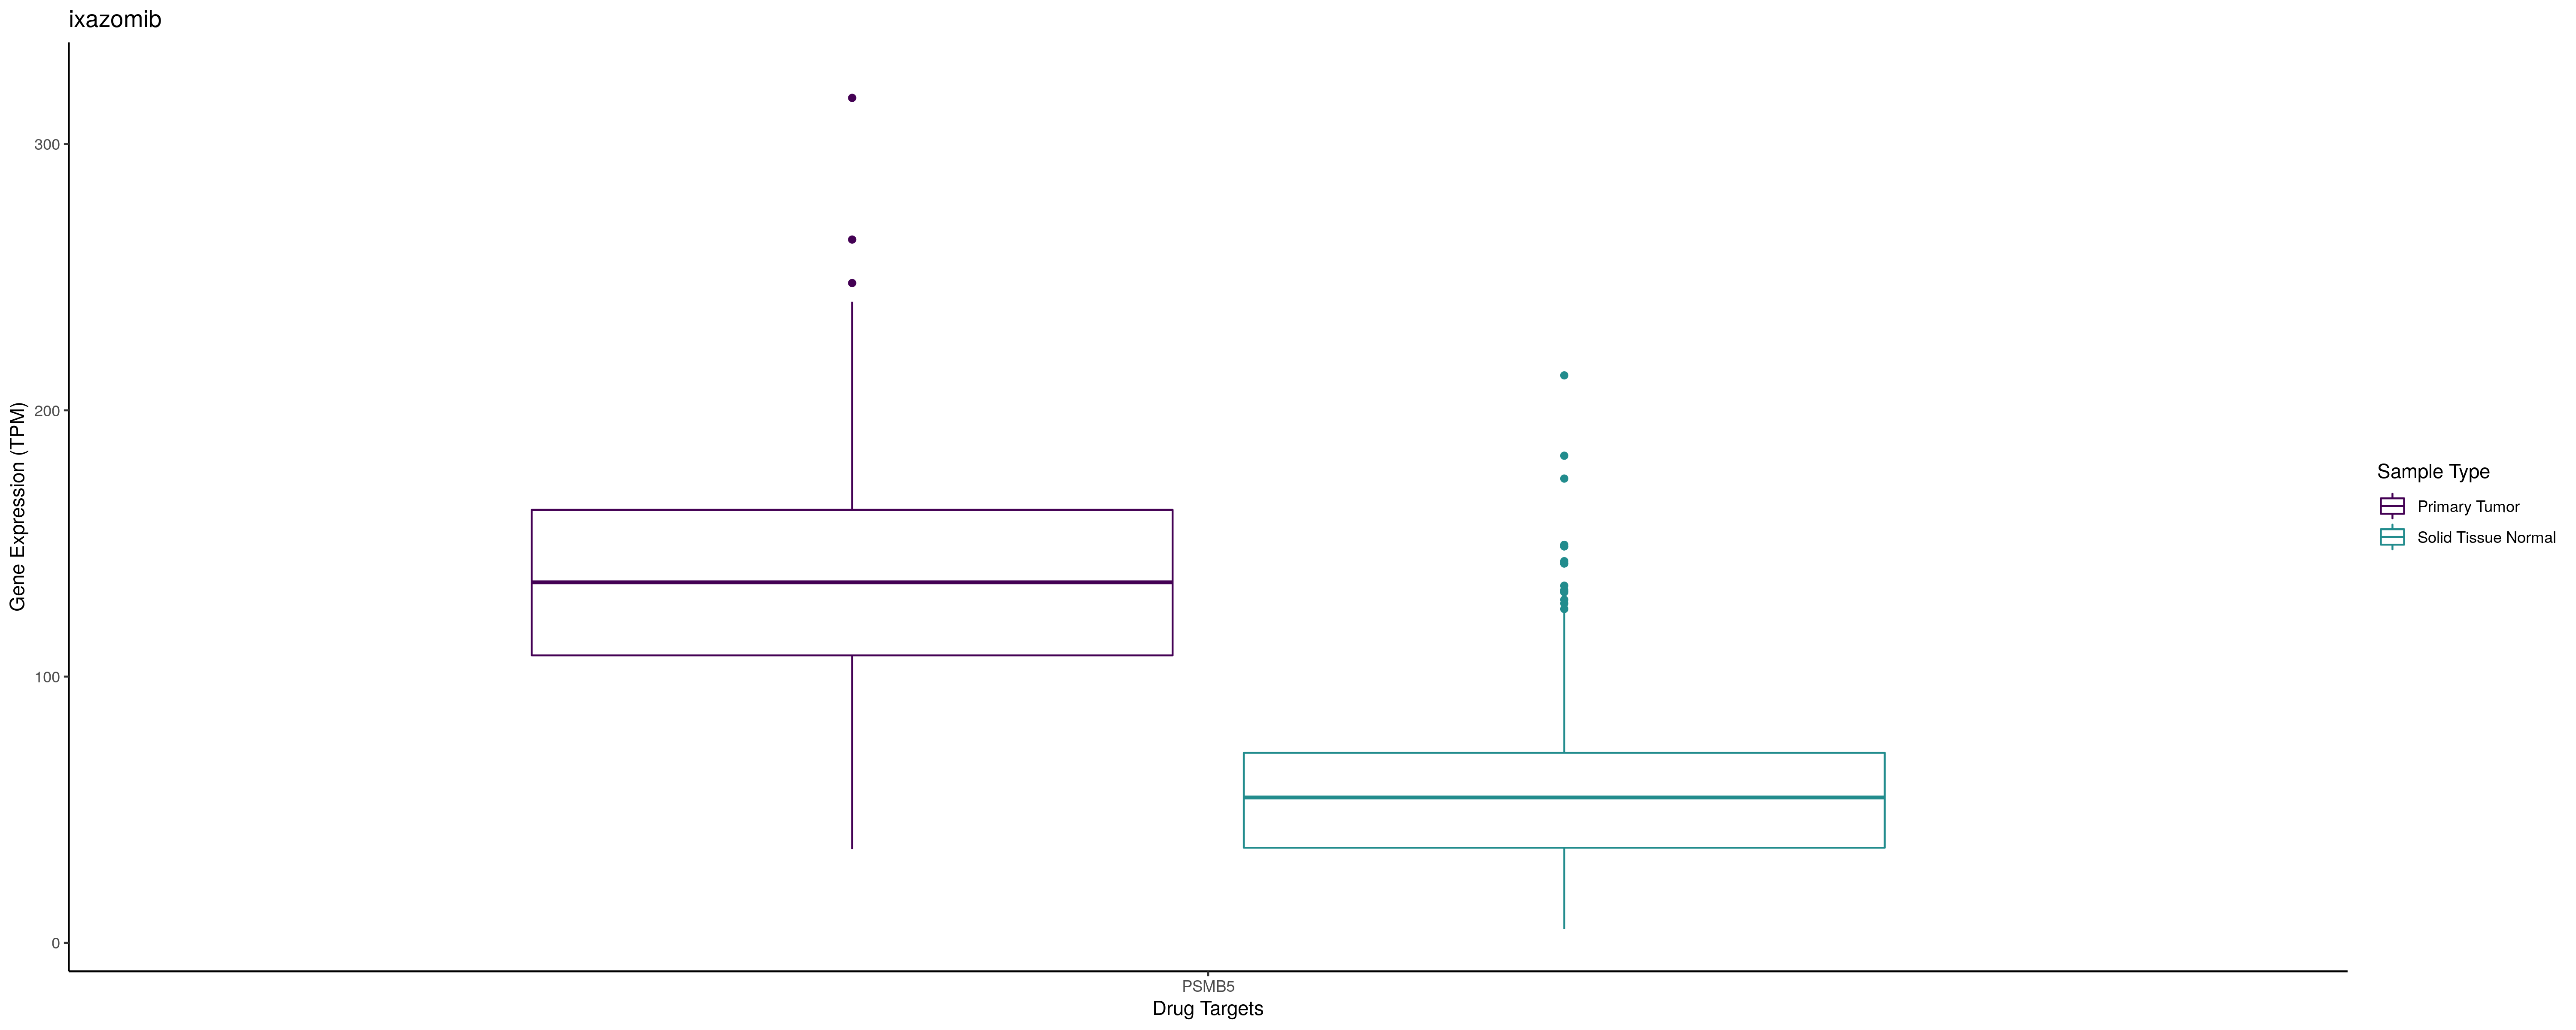 ixazomib
Gene Expression (TPM)
300
200
100
0
PSMB5
Drug Targets
Sample Type
Primary Tumor
Solid Tissue Normal